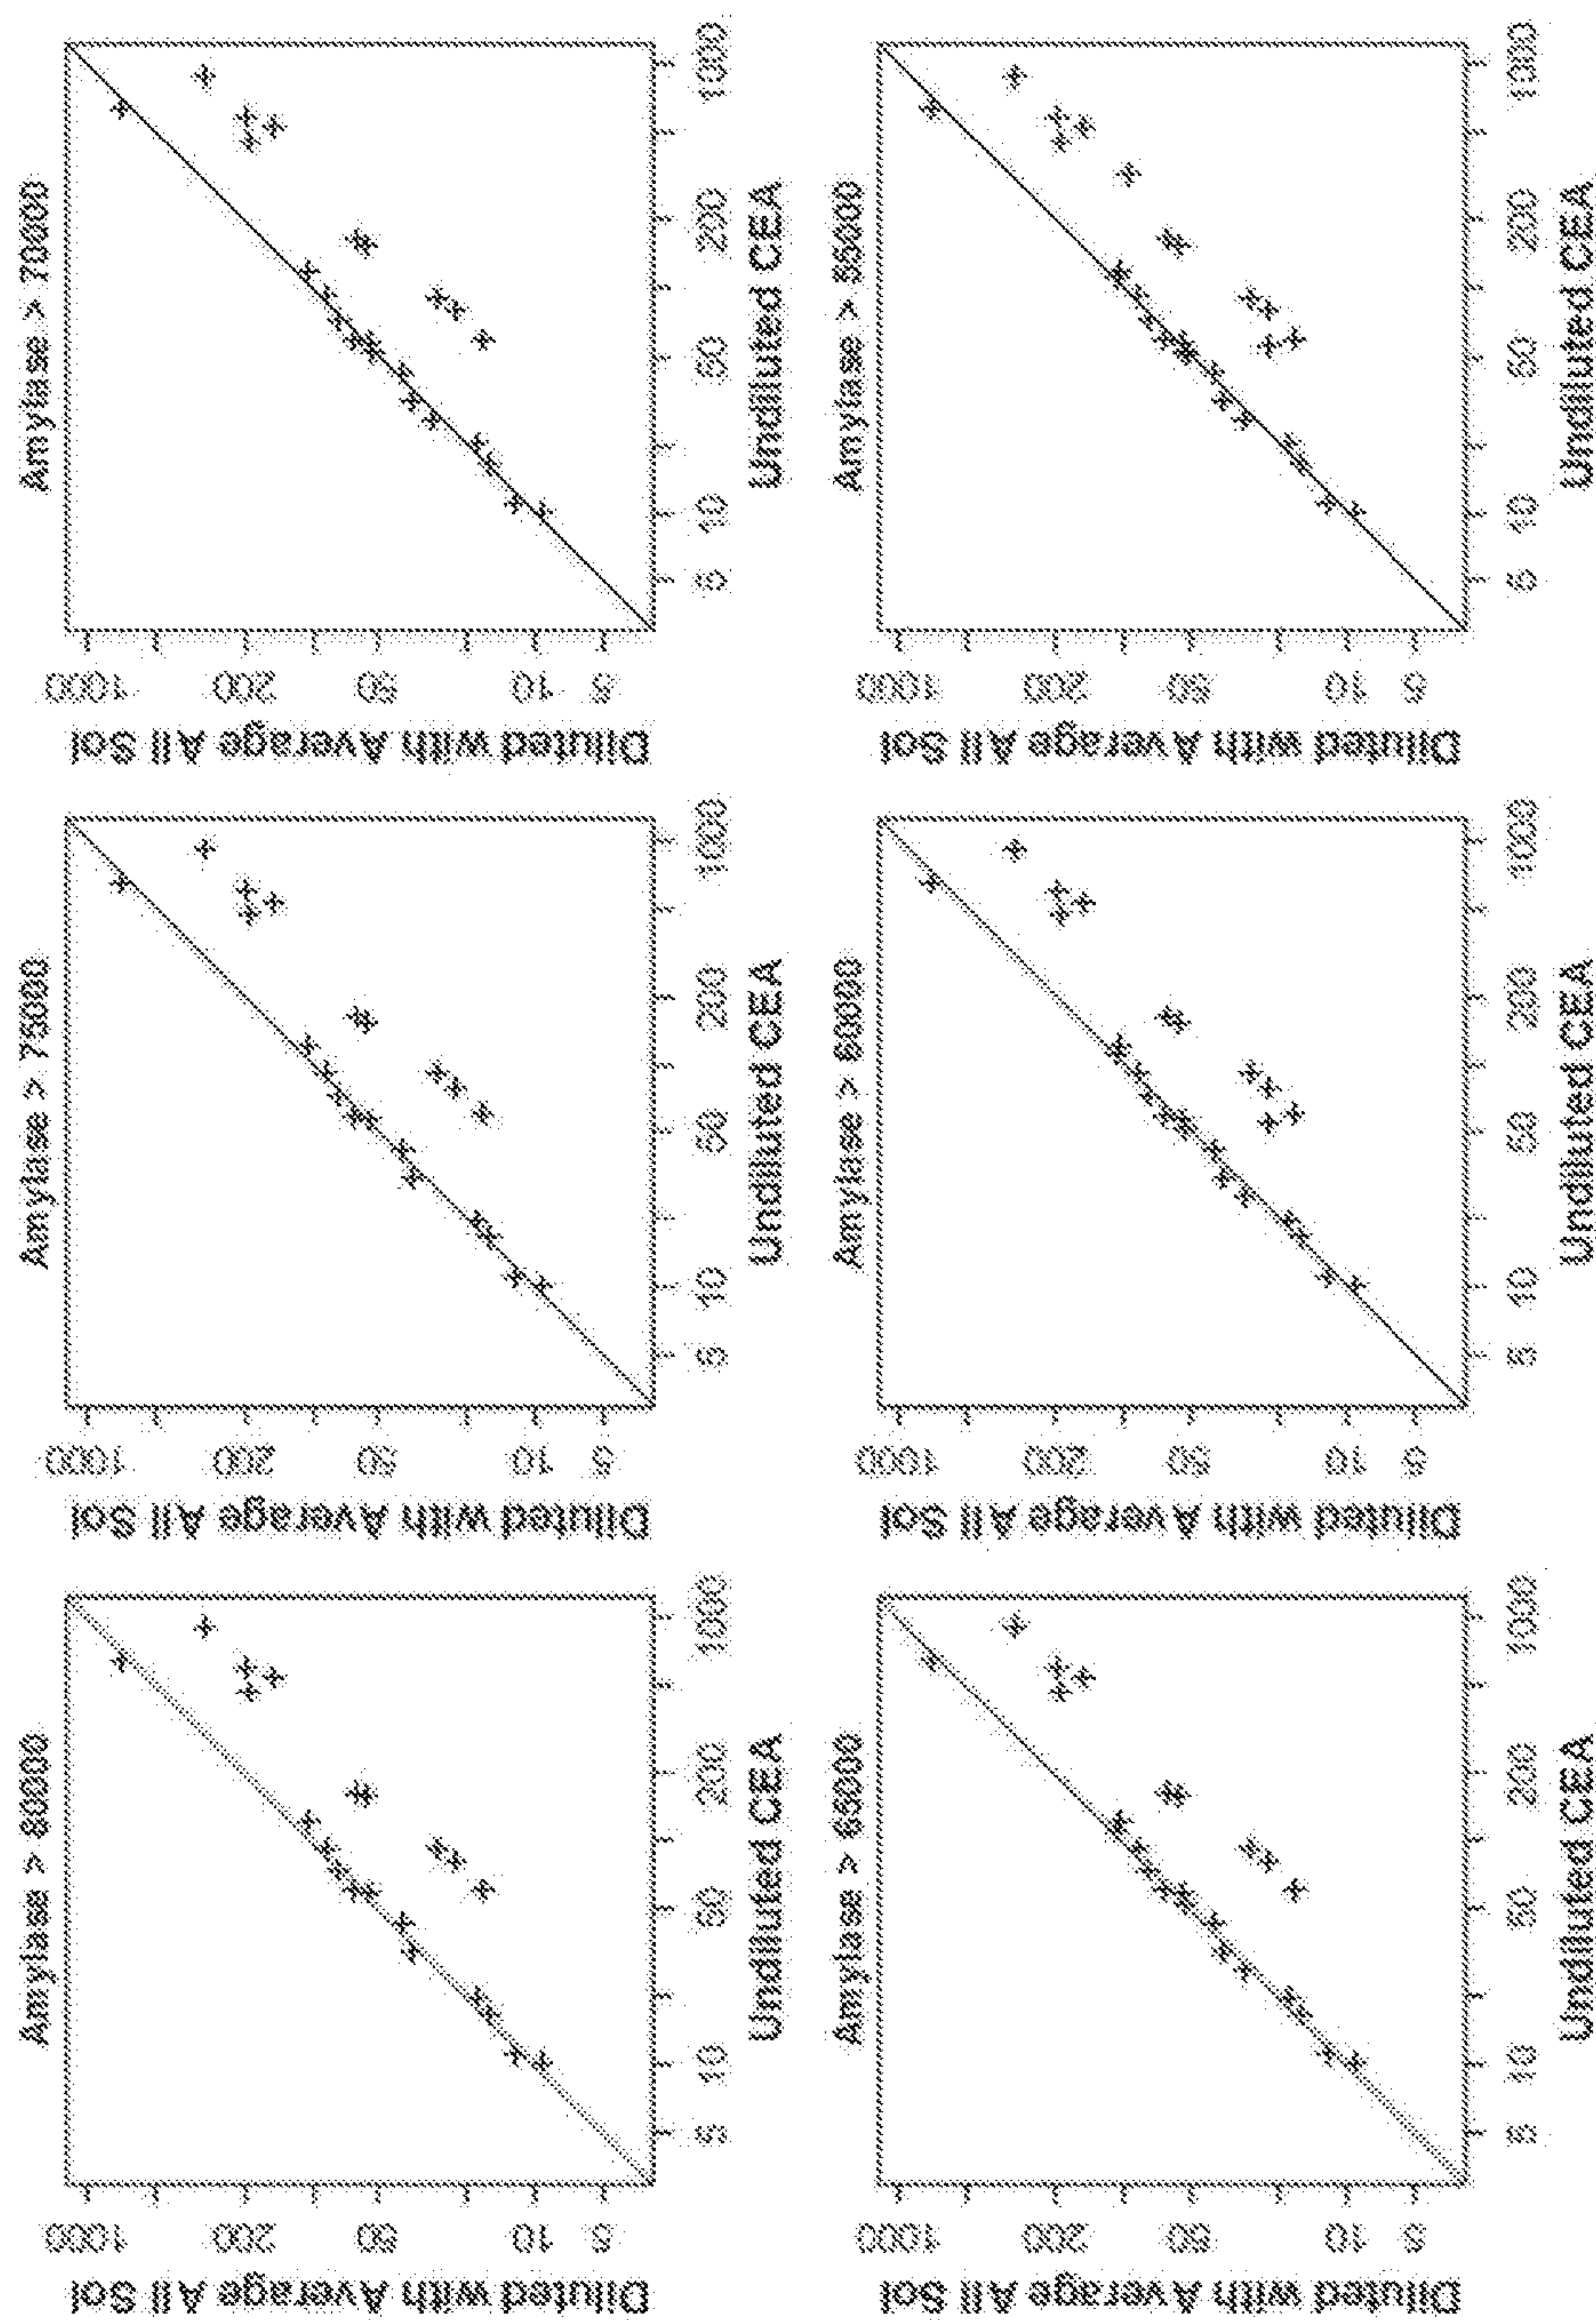 Amylase > 80000
Diluted with Average All Sol
1000
200
50
10
5
5 10 50 200 1000
Undiluted CEA
Amylase > 75000
Diluted with Average All Sol
1000
200
50
10
5
5 10 50 200 1000
Undiluted CEA
Amylase > 70000
Diluted with Average All Sol
1000
200
50
10
5
5 10 50 200 1000
Undiluted CEA
Amylase > 65000
Diluted with Average All Sol
1000
200
50
10
5
5 10 50 200 1000
Undiluted CEA
Amylase > 60000
Diluted with Average All Sol
1000
200
50
10
5
5 10 50 200 1000
Undiluted CEA
Amylase > 55000
Diluted with Average All Sol
1000
200
50
10
5
5 10 50 200 1000
Undiluted CEA